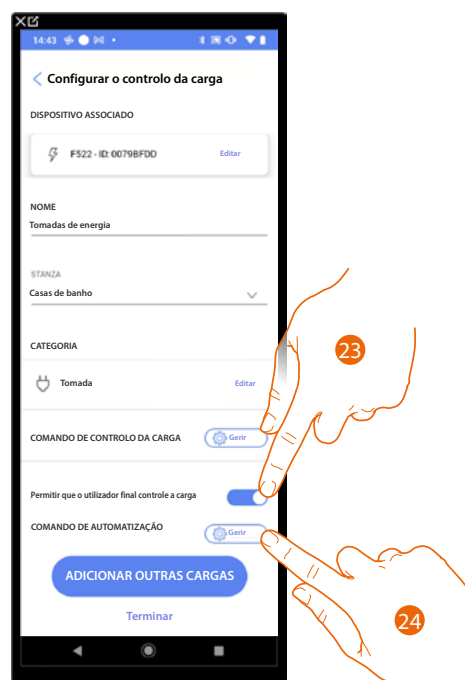 14:43
Configurar o controlo da carga
DISPOSITIVO ASSOCIADO
F522 - ID: 0079BFDD Editar
NOME
Tomadas de energia
STANZA
Casas de banho
CATEGORIA
Tomada Editar
COMANDO DE CONTROLO DA CARGA Gerir
Permitir que o utilizador final controle a carga
COMANDO DE AUTOMATIZAÇÃO Gerir
ADICIONAR OUTRAS CARGAS
Terminar
23
24